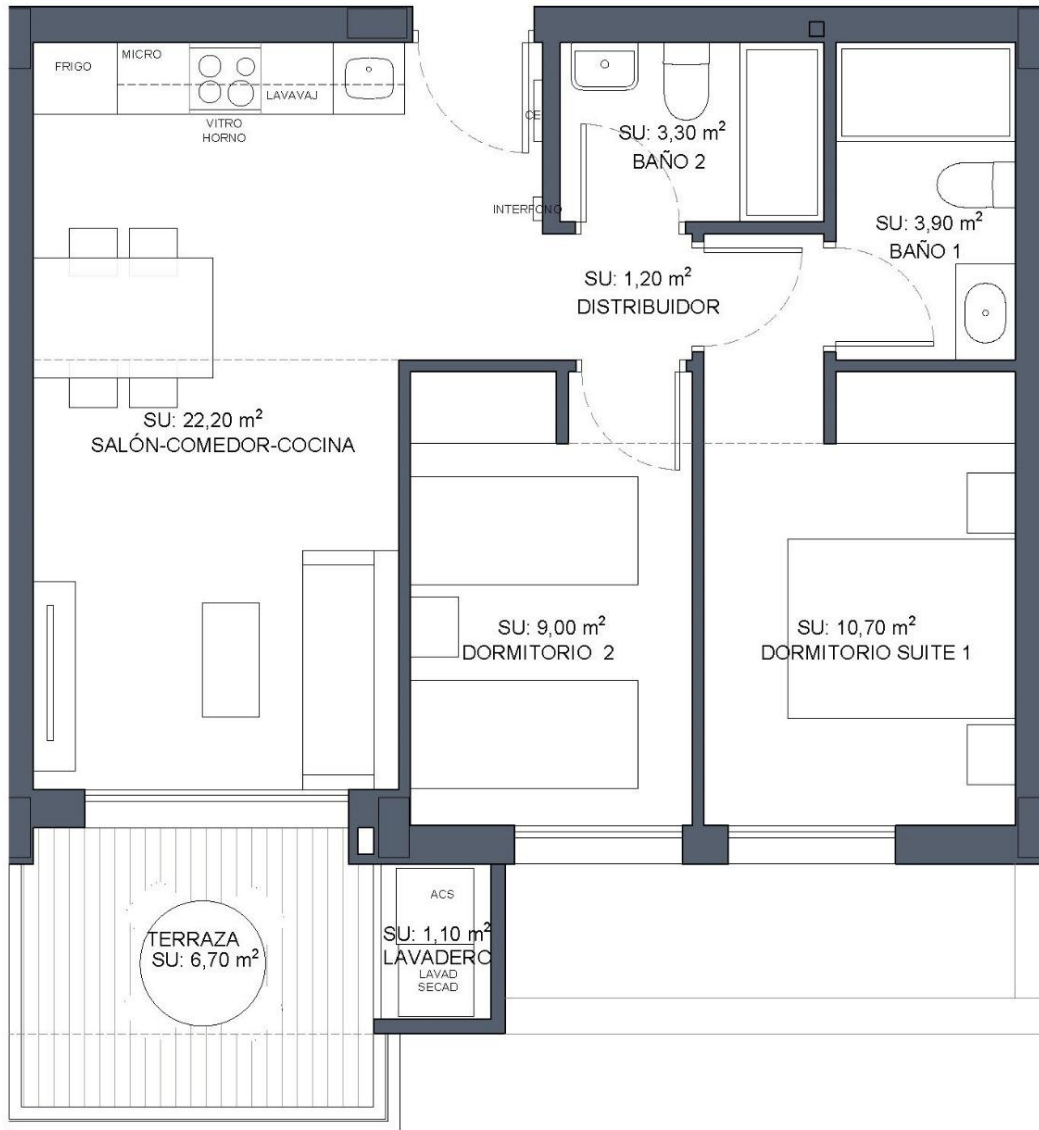 FRIGO
MICRO
VITRO
HORNO
LAVAVAJ
CE
INTERFONO
SU: 3,30 m²
BAÑO 2
SU: 3,90 m²
BAÑO 1
SU: 1,20 m²
DISTRIBUIDOR
SU: 22,20 m²
SALÓN-COMEDOR-COCINA
SU: 9,00 m²
DORMITORIO 2
SU: 10,70 m²
DORMITORIO SUITE 1
TERRAZA
SU: 6,70 m²
ACS
SU: 1,10 m²
LAVADERO
LAVAD
SECAD